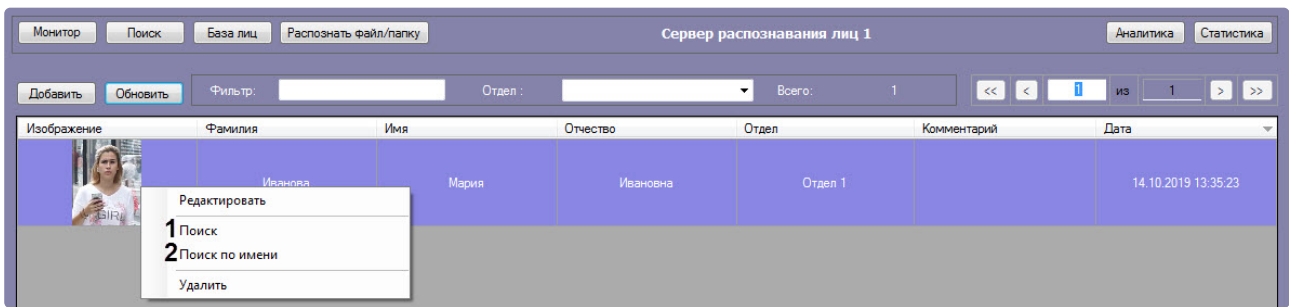 Монитор Поиск База лиц Распознать файл/папку Сервер распознавания лиц 1 Аналитика Статистика
Добавить Обновить Фильтр: Отдел : Всего: 1 << < 1 из 1 > >>
Изображение Фамилия Имя Отчество Отдел Комментарий Дата
GIRL Иванова Мария Ивановна Отдел 1 14.10.2019 13:35:23
Редактировать
1 Поиск
2 Поиск по имени
Удалить